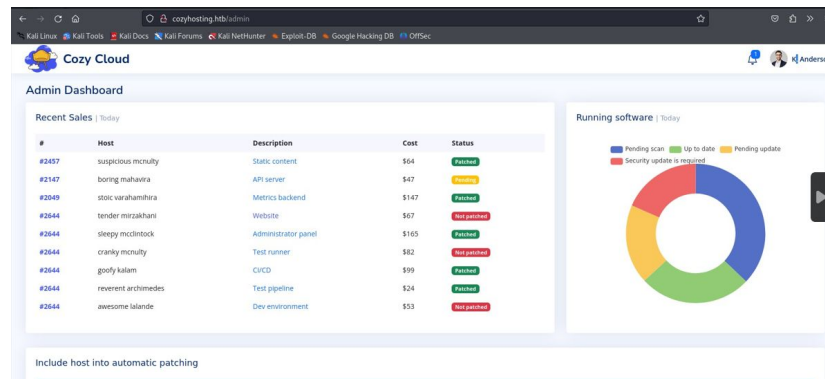 cozyhosting.htb/admin
Kali Linux Kali Tools Kali Docs Kali Forums Kali NetHunter Exploit-DB Google Hacking DB OffSec
Cozy Cloud
1
Admin Dashboard
Recent Sales | Today
# Host Description Cost Status
#2457 suspicious mcnulty Static content $64 Patched
#2147 boring mahavira API server $47 Pending
#2049 stoic varahamihira Metrics backend $147 Patched
#2644 tender mirzakhani Website $67 Not patched
#2644 sleepy mcclintock Administrator panel $165 Patched
#2644 cranky mcnulty Test runner $82 Not patched
#2644 goofy kalam CI/CD $99 Patched
#2644 reverent archimedes Test pipeline $24 Patched
#2644 awesome lalande Dev environment $53 Not patched
Running software | Today
Pending scan Up to date Pending update
Security update is required
Include host into automatic patching